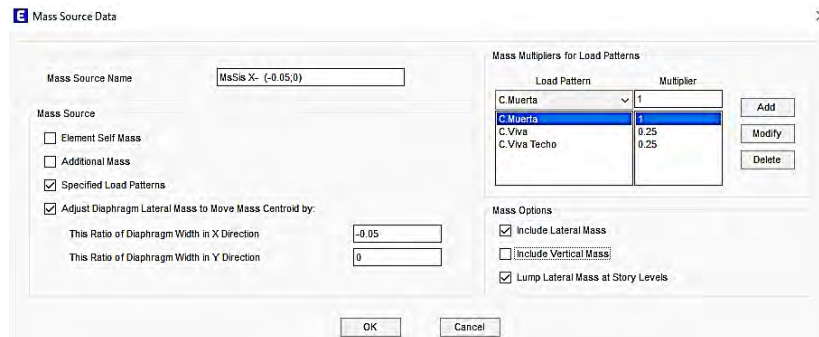 E Mass Source Data
Mass Source Name
MsSis X- (-0.05;0)
Mass Source
Element Self Mass
Additional Mass
Specified Load Patterns
Adjust Diaphragm Lateral Mass to Move Mass Centroid by:
This Ratio of Diaphragm Width in X Direction
-0.05
This Ratio of Diaphragm Width in Y Direction
0
Mass Multipliers for Load Patterns
Load Pattern Multiplier
C.Muerta 1
C.Muerta 1
C.Viva 0.25
C.Viva Techo 0.25
Add
Modify
Delete
Mass Options
Include Lateral Mass
Include Vertical Mass
Lump Lateral Mass at Story Levels
OK Cancel